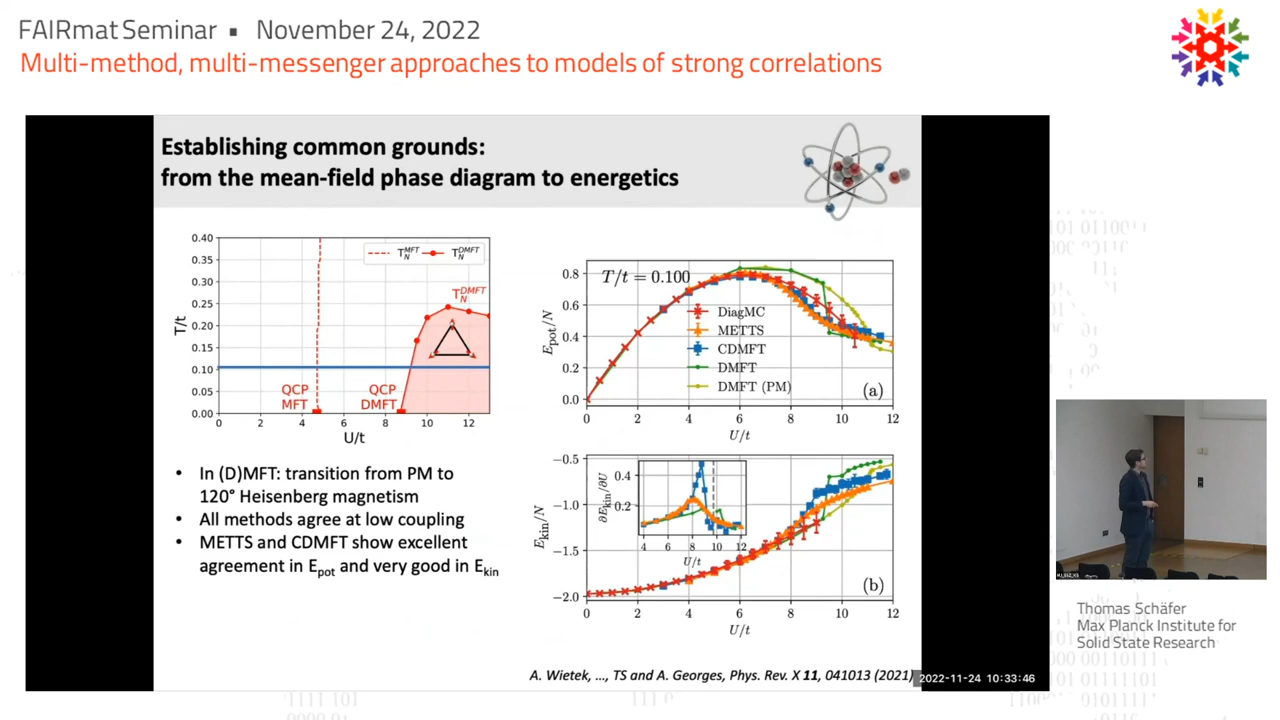 FAIRmat Seminar ▪ November 24, 2022
Multi-method, multi-messenger approaches to models of strong correlations
Establishing common grounds:
from the mean-field phase diagram to energetics
0.40
0.35
0.30
0.25
0.20
0.15
0.10
0.05
0.00
T/t
T_N^MFT
T_N^DMFT
T_N^DMFT
QCP
MFT
QCP
DMFT
0 2 4 6 8 10 12
U/t
• In (D)MFT: transition from PM to
120° Heisenberg magnetism
• All methods agree at low coupling
• METTS and CDMFT show excellent
agreement in E_pot and very good in E_kin
0.8
0.6
0.4
0.2
0.0
E_pot/N
T/t = 0.100
DiagMC
METTS
CDMFT
DMFT
DMFT (PM)
(a)
0 2 4 6 8 10 12
U/t
−0.5
−1.0
−1.5
−2.0
E_kin/N
0.4
0.2
∂E_kin/∂U
4 6 8 10 12
U/t
(b)
0 2 4 6 8 10 12
U/t
A. Wietek, ..., TS and A. Georges, Phys. Rev. X 11, 041013 (2021)
2022-11-24 10:33:46
Thomas Schäfer
Max Planck Institute for
Solid State Research